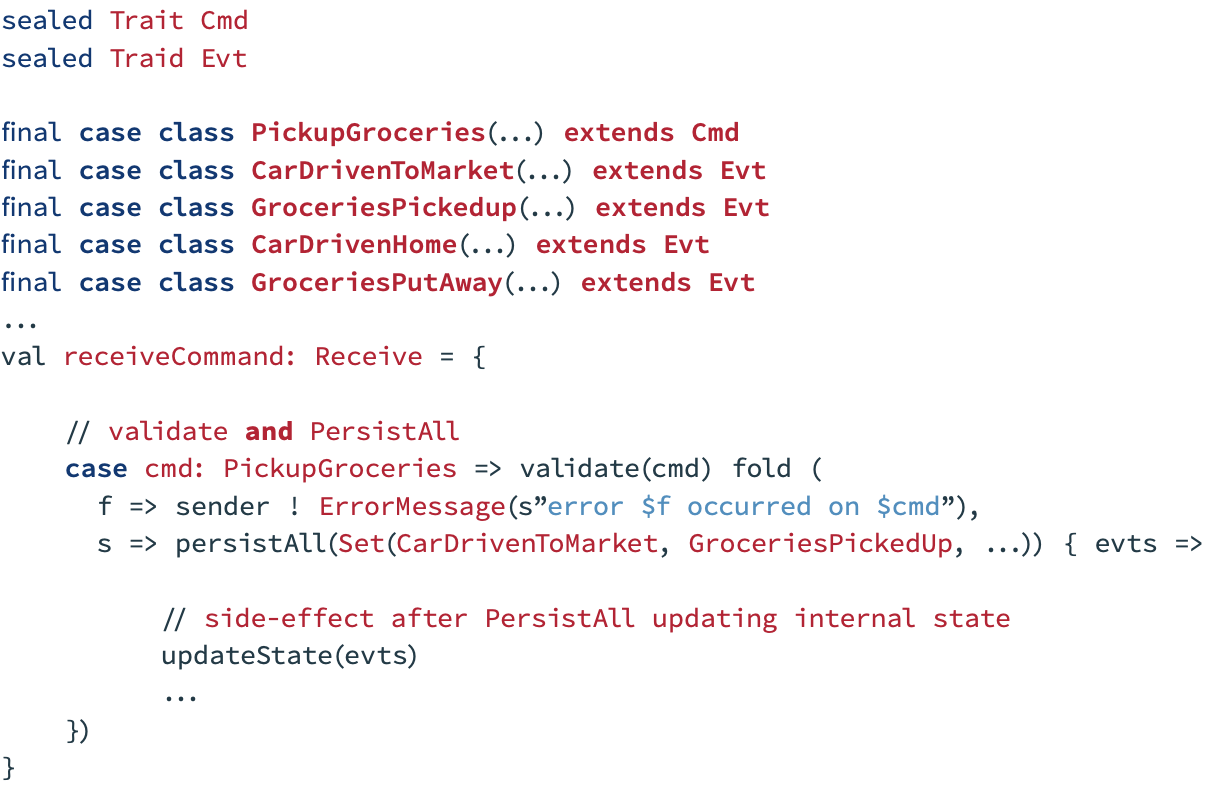 sealed Trait Cmd
sealed Traid Evt
final case class PickupGroceries(...) extends Cmd
final case class CarDrivenToMarket(...) extends Evt
final case class GroceriesPickedup(...) extends Evt
final case class CarDrivenHome(...) extends Evt
final case class GroceriesPutAway(...) extends Evt
...
val receiveCommand: Receive = {
// validate and PersistAll
case cmd: PickupGroceries => validate(cmd) fold (
f => sender ! ErrorMessage(s”error $f occurred on $cmd”),
s => persistAll(Set(CarDrivenToMarket, GroceriesPickedUp, ...)) { evts =>
// side-effect after PersistAll updating internal state
updateState(evts)
...
})
}